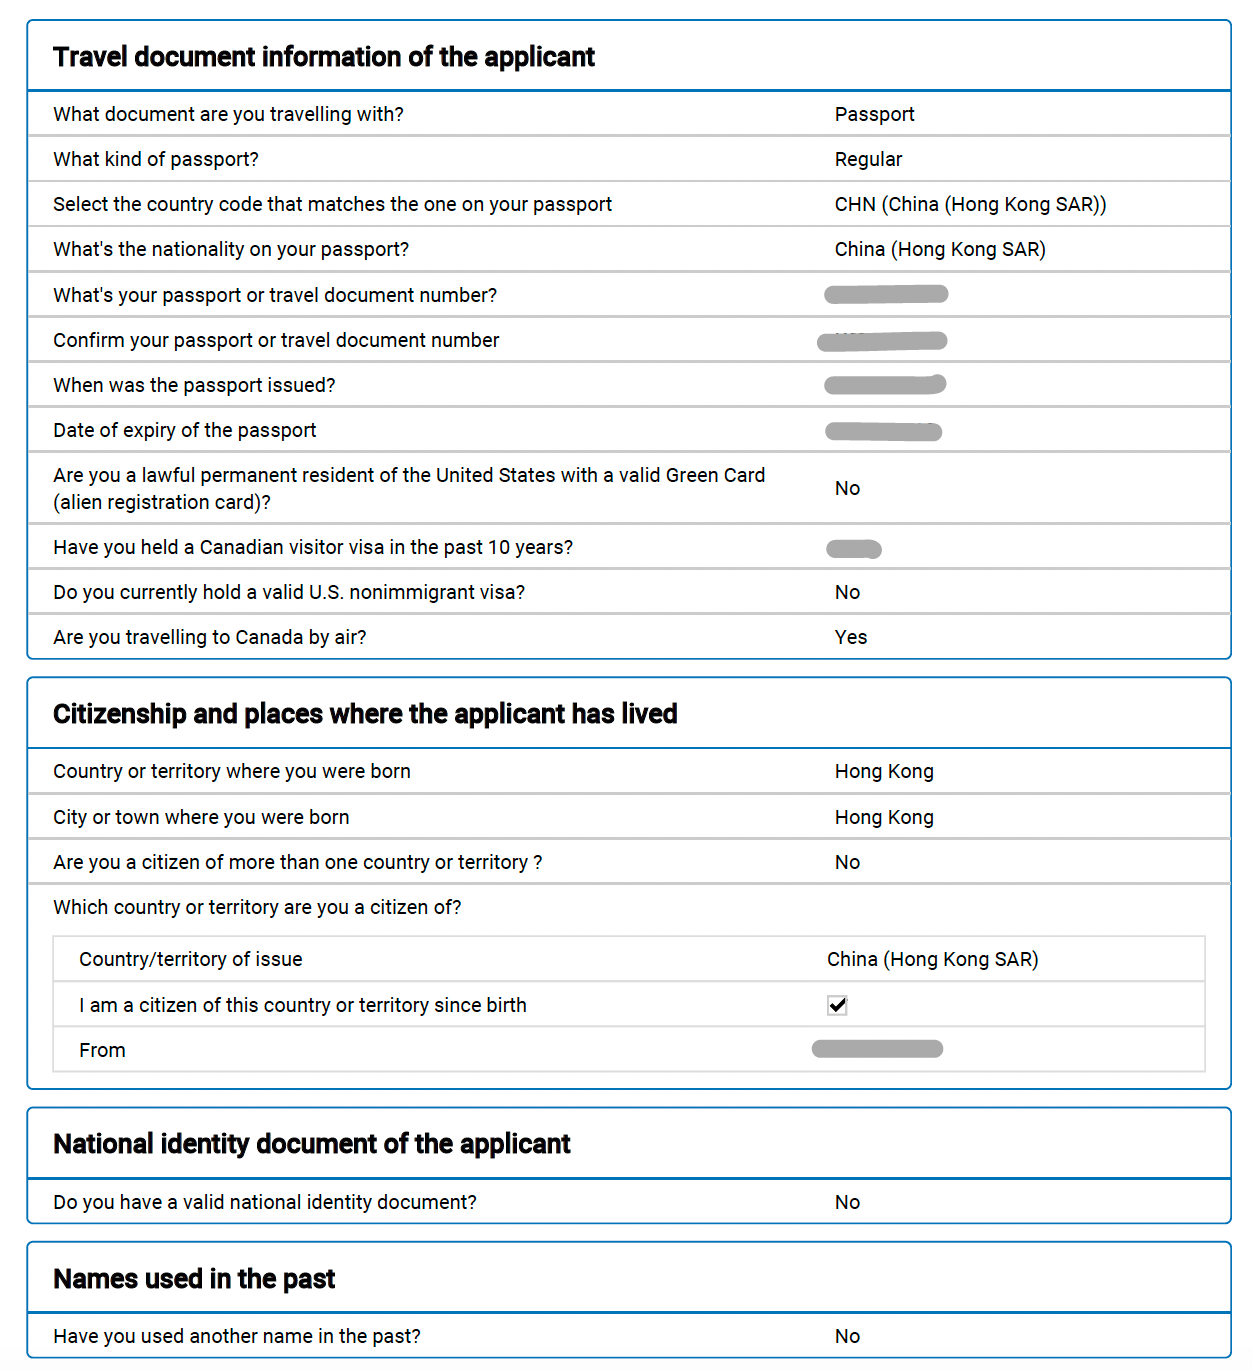 Travel document information of the applicant
What document are you travelling with? Passport
What kind of passport? Regular
Select the country code that matches the one on your passport CHN (China (Hong Kong SAR))
What's the nationality on your passport? China (Hong Kong SAR)
What's your passport or travel document number?
Confirm your passport or travel document number
When was the passport issued?
Date of expiry of the passport
Are you a lawful permanent resident of the United States with a valid Green Card
(alien registration card)? No
Have you held a Canadian visitor visa in the past 10 years?
Do you currently hold a valid U.S. nonimmigrant visa? No
Are you travelling to Canada by air? Yes
Citizenship and places where the applicant has lived
Country or territory where you were born Hong Kong
City or town where you were born Hong Kong
Are you a citizen of more than one country or territory ? No
Which country or territory are you a citizen of?
Country/territory of issue China (Hong Kong SAR)
I am a citizen of this country or territory since birth
From
National identity document of the applicant
Do you have a valid national identity document? No
Names used in the past
Have you used another name in the past? No